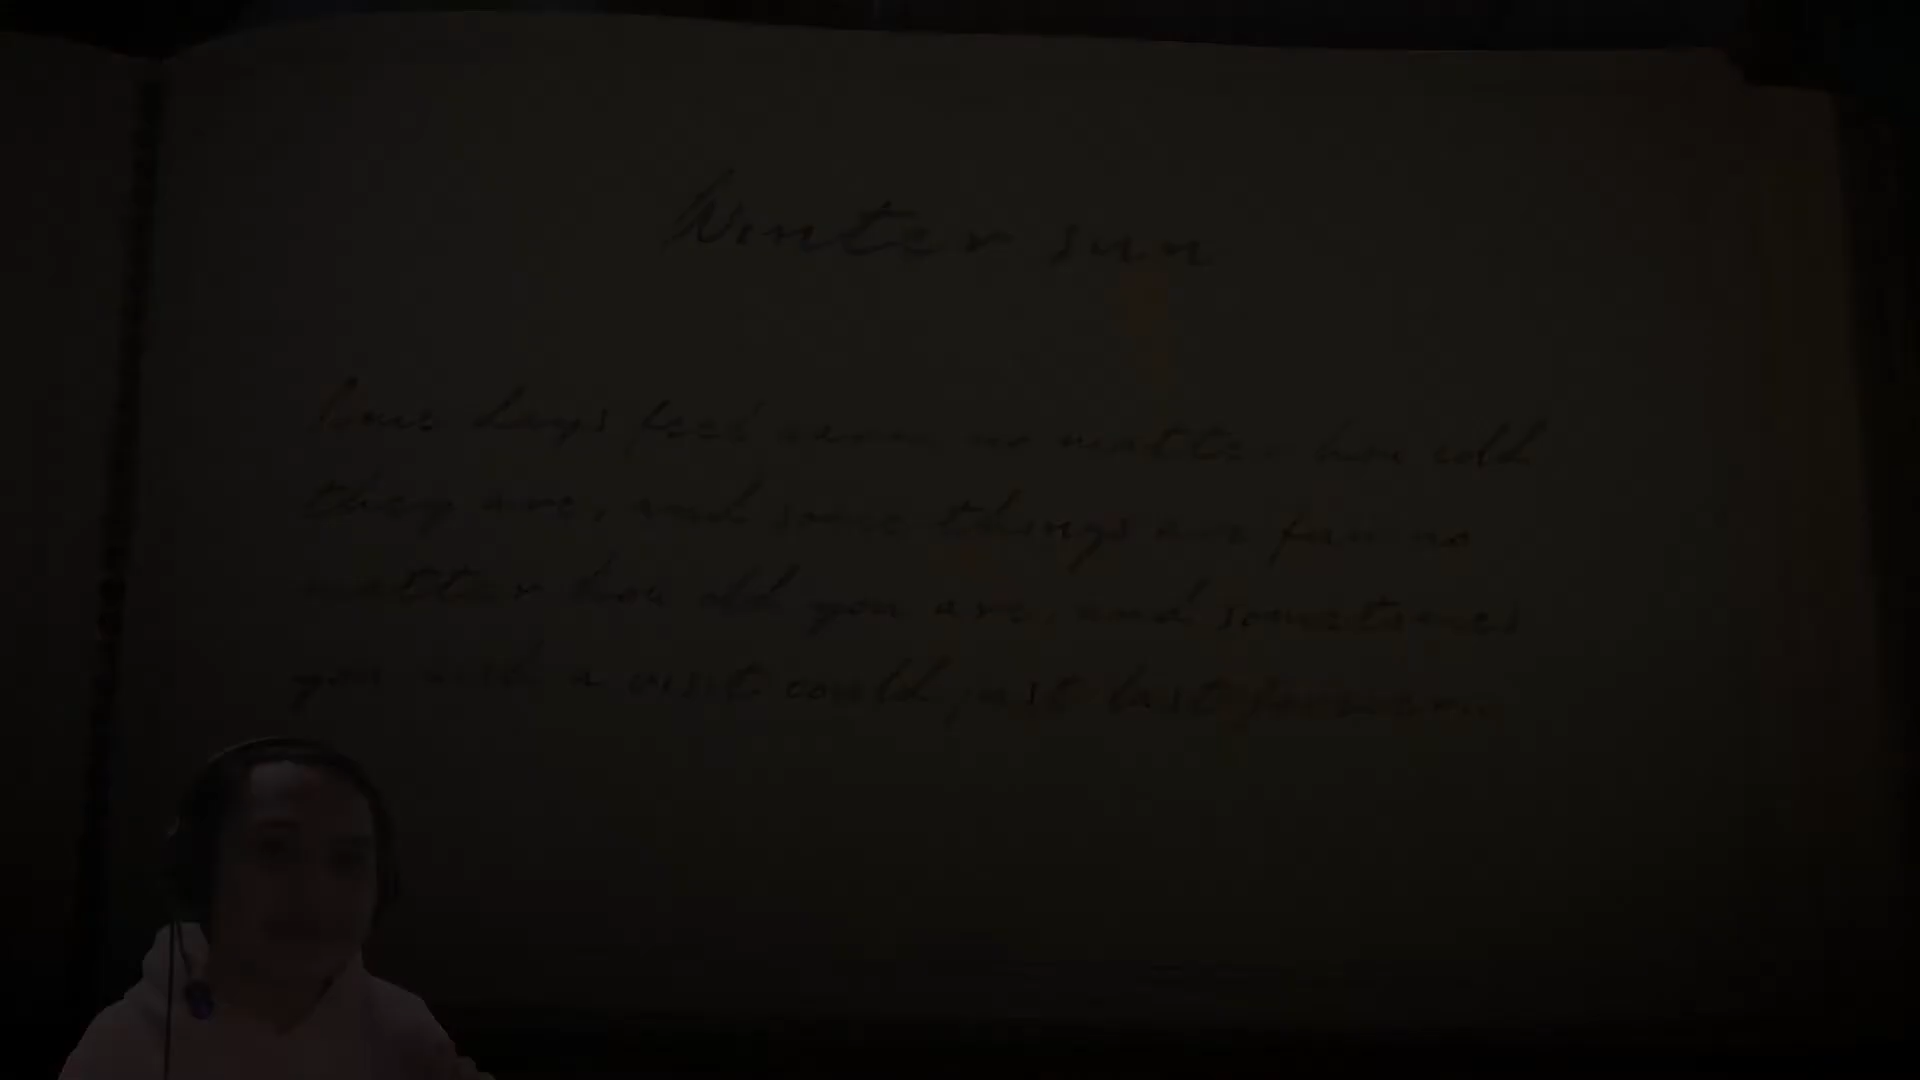 Winter sun
Some days feel warm no matter how cold
they are, and some things are fun no
matter how old you are, and sometimes
you wish a visit could just last forever...